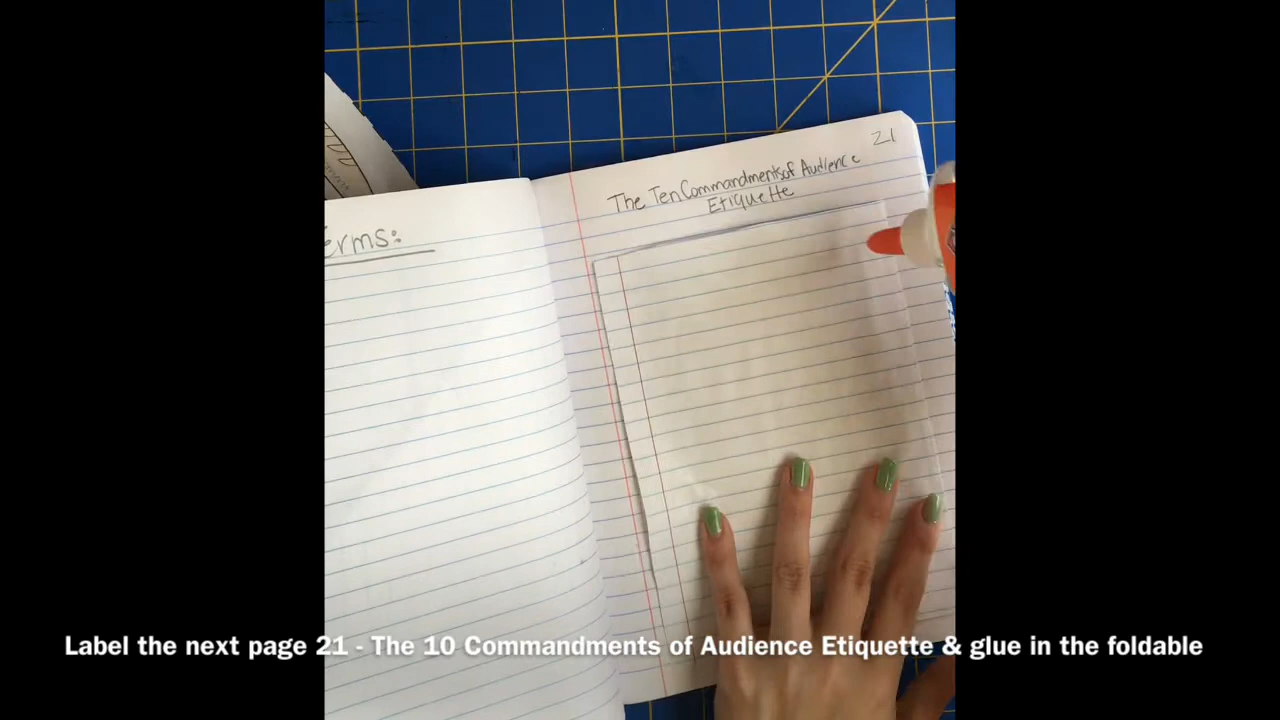 21
The Ten Commandments of Audience
Etiquette
erms:
Label the next page 21 - The 10 Commandments of Audience Etiquette & glue in the foldable